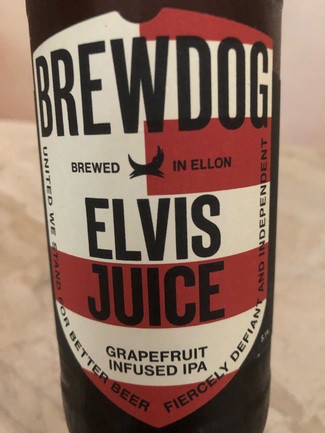 BREWDOG
BREWED IN ELLON
ELVIS
JUICE
GRAPEFRUIT
INFUSED IPA
UNITED WE STAND FOR BETTER BEER
FIERCELY DEFIANT AND INDEPENDENT